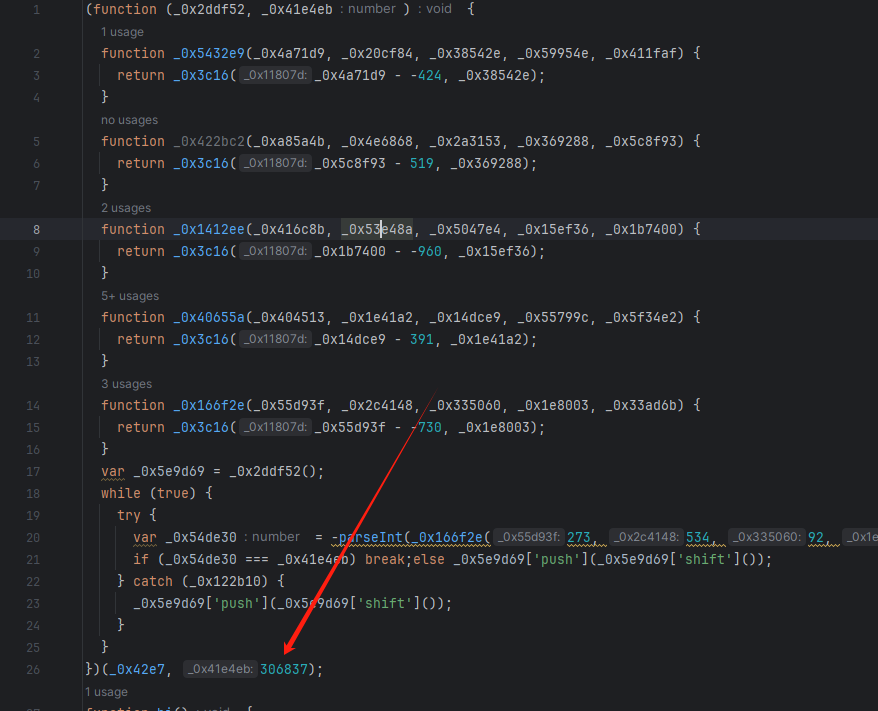 1 (function (_0x2ddf52, _0x41e4eb : number ) : void {
1 usage
2 function _0x5432e9(_0x4a71d9, _0x20cf84, _0x38542e, _0x59954e, _0x411faf) {
3 return _0x3c16( _0x11807d: _0x4a71d9 - -424, _0x38542e);
4 }
no usages
5 function _0x422bc2(_0xa85a4b, _0x4e6868, _0x2a3153, _0x369288, _0x5c8f93) {
6 return _0x3c16( _0x11807d: _0x5c8f93 - 519, _0x369288);
7 }
2 usages
8 function _0x1412ee(_0x416c8b, _0x53e48a, _0x5047e4, _0x15ef36, _0x1b7400) {
9 return _0x3c16( _0x11807d: _0x1b7400 - -960, _0x15ef36);
10 }
5+ usages
11 function _0x40655a(_0x404513, _0x1e41a2, _0x14dce9, _0x55799c, _0x5f34e2) {
12 return _0x3c16( _0x11807d: _0x14dce9 - 391, _0x1e41a2);
13 }
3 usages
14 function _0x166f2e(_0x55d93f, _0x2c4148, _0x335060, _0x1e8003, _0x33ad6b) {
15 return _0x3c16( _0x11807d: _0x55d93f - -730, _0x1e8003);
16 }
17 var _0x5e9d69 = _0x2ddf52();
18 while (true) {
19 try {
20 var _0x54de30 : number = -parseInt(_0x166f2e( _0x55d93f: 273, _0x2c4148: 534, _0x335060: 92, _0x1e
21 if (_0x54de30 === _0x41e4eb) break;else _0x5e9d69['push'](_0x5e9d69['shift']());
22 } catch (_0x122b10) {
23 _0x5e9d69['push'](_0x5e9d69['shift']());
24 }
25 }
26 })(_0x42e7, _0x41e4eb: 306837);
1 usage